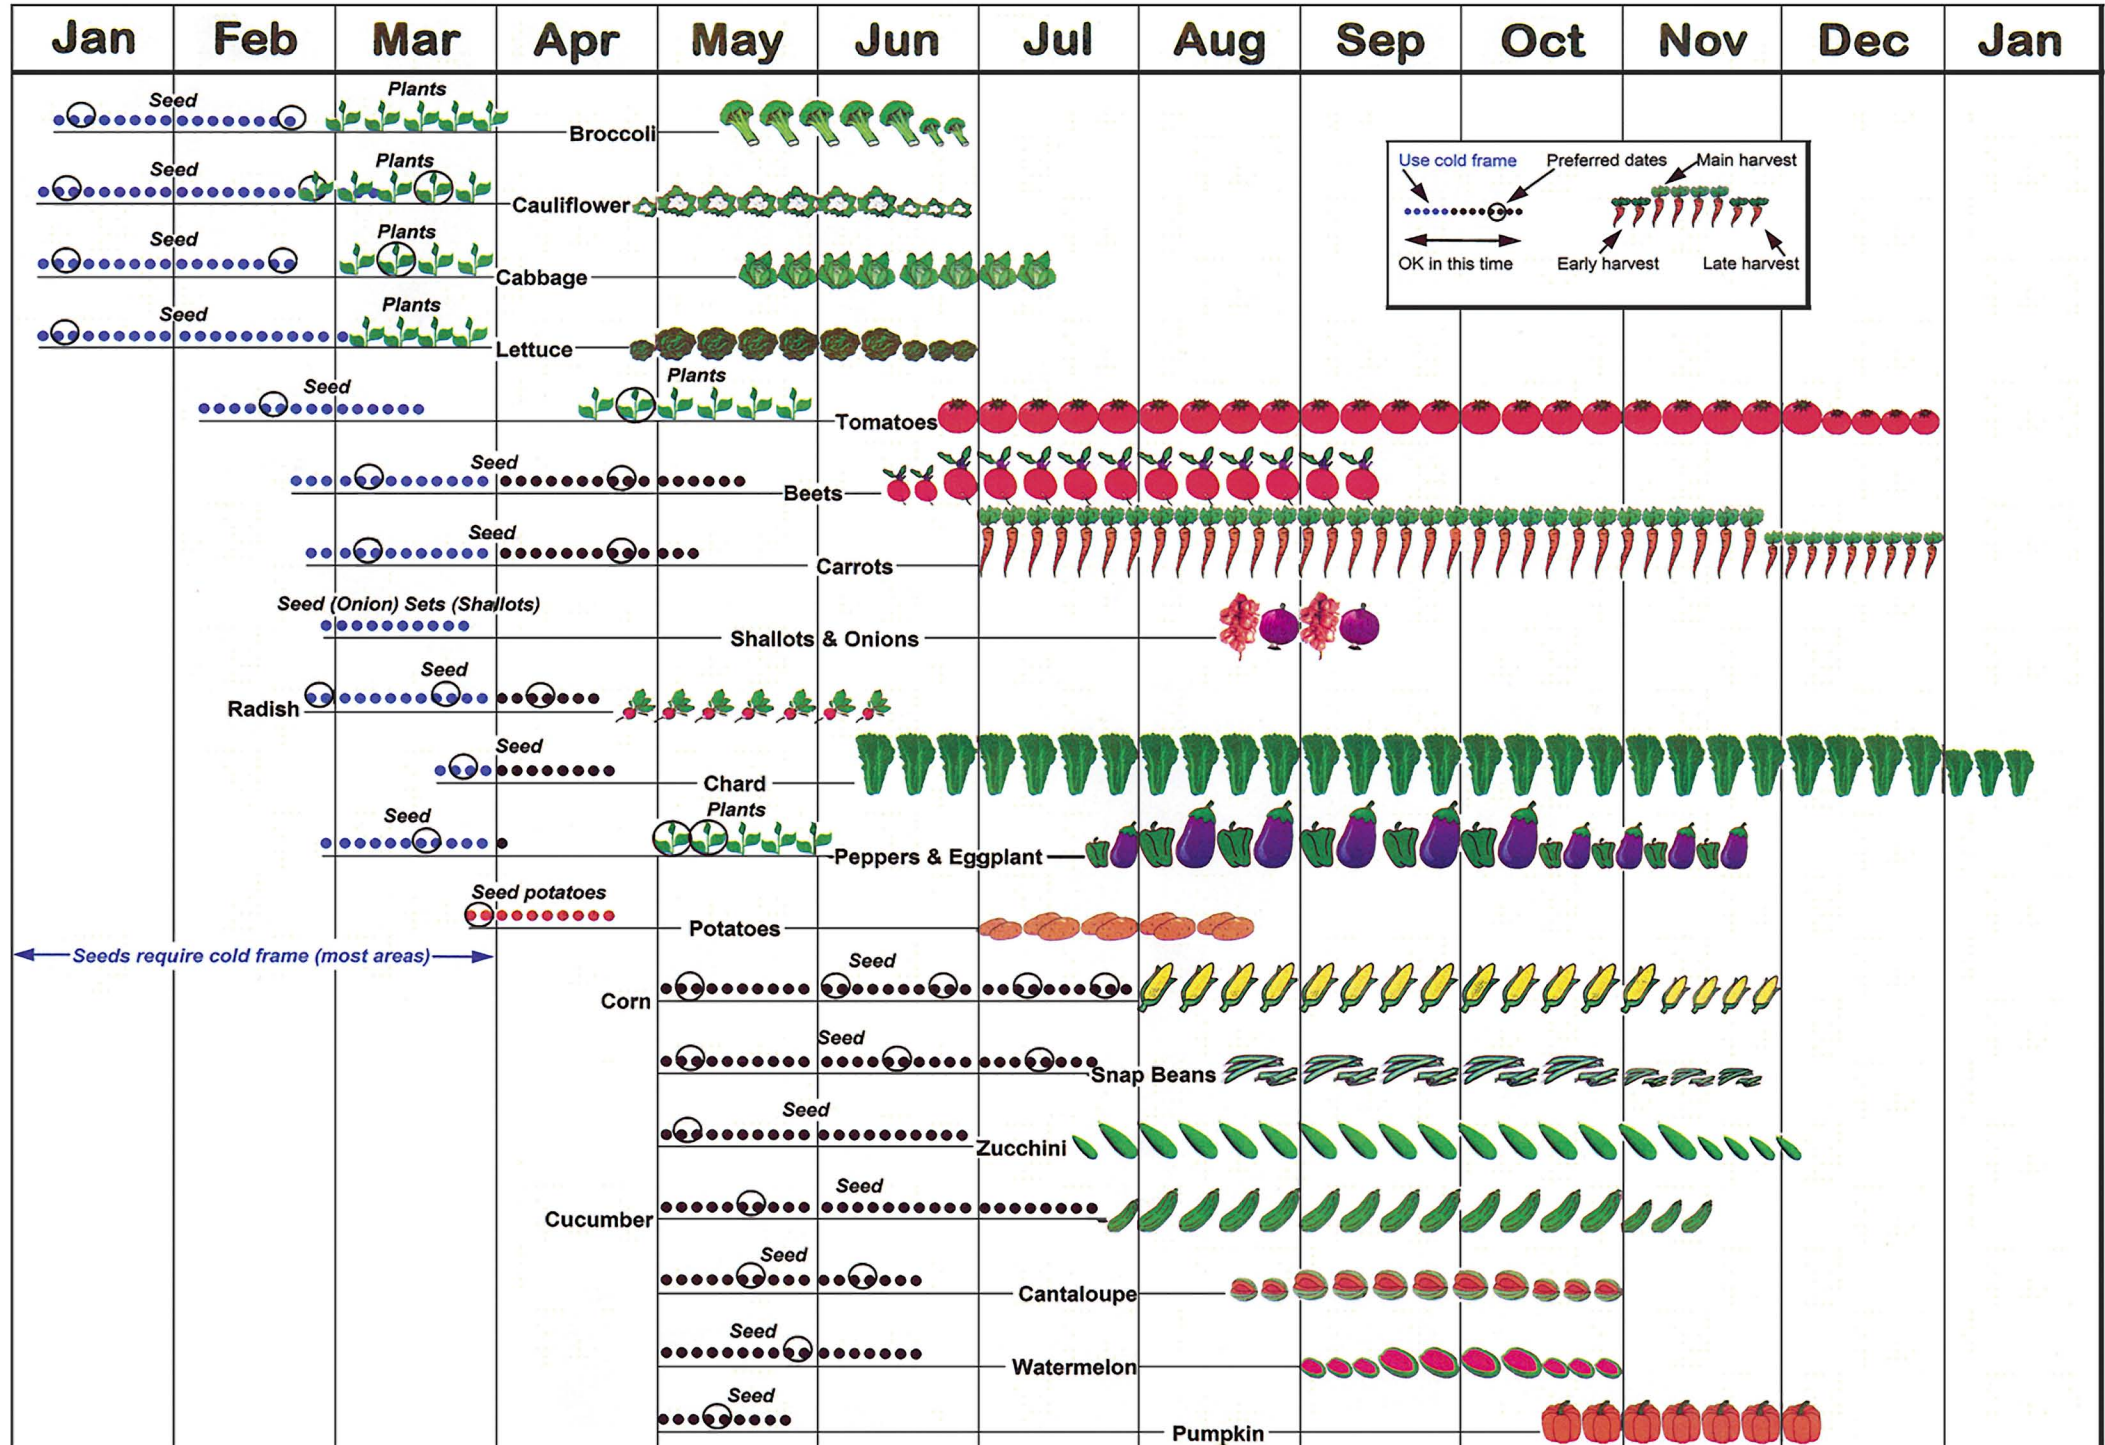 Jan Feb Mar Apr May Jun Jul Aug Sep Oct Nov Dec Jan
Seed Plants
Broccoli
Use cold frame Preferred dates Main harvest
OK in this time Early harvest Late harvest
Seed Plants
Cauliflower
Seed Plants
Cabbage
Seed Plants
Lettuce
Seed Plants
Tomatoes
Seed
Beets
Seed
Carrots
Seed (Onion) Sets (Shallots)
Shallots & Onions
Seed
Radish
Seed
Chard
Seed Plants
Peppers & Eggplant
Seed potatoes
Potatoes
Seeds require cold frame (most areas)
Seed
Corn
Seed
Snap Beans
Seed
Zucchini
Seed
Cucumber
Seed
Cantaloupe
Seed
Watermelon
Seed
Pumpkin